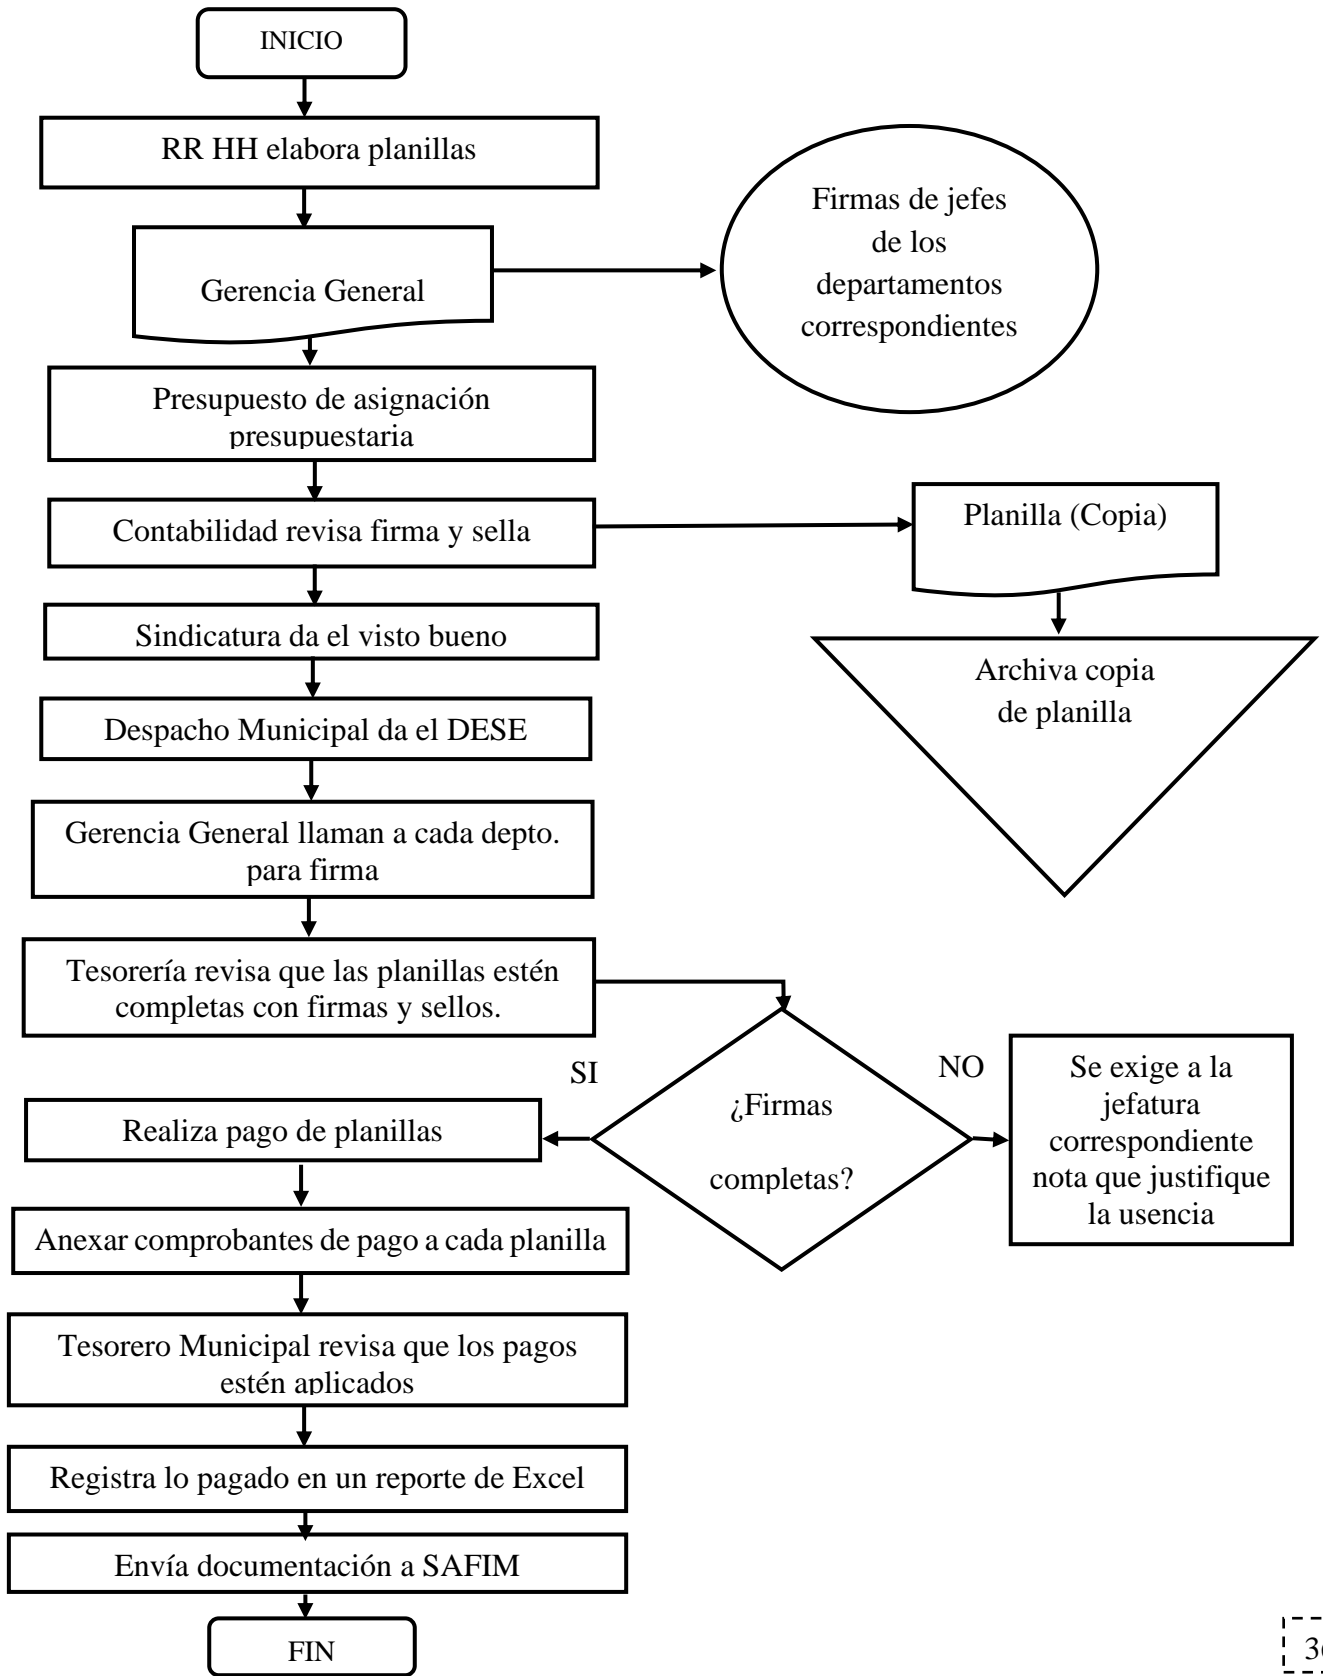 INICIO
RR HH elabora planillas
Gerencia General
Firmas de jefes
de los
departamentos
correspondientes
Presupuesto de asignación
presupuestaria
Contabilidad revisa firma y sella
Planilla (Copia)
Sindicatura da el visto bueno
Archiva copia
de planilla
Despacho Municipal da el DESE
Gerencia General llaman a cada depto.
para firma
Tesorería revisa que las planillas estén
completas con firmas y sellos.
SI
¿Firmas
completas?
NO
Se exige a la
jefatura
correspondiente
nota que justifique
la usencia
Realiza pago de planillas
Anexar comprobantes de pago a cada planilla
Tesorero Municipal revisa que los pagos
estén aplicados
Registra lo pagado en un reporte de Excel
Envía documentación a SAFIM
FIN